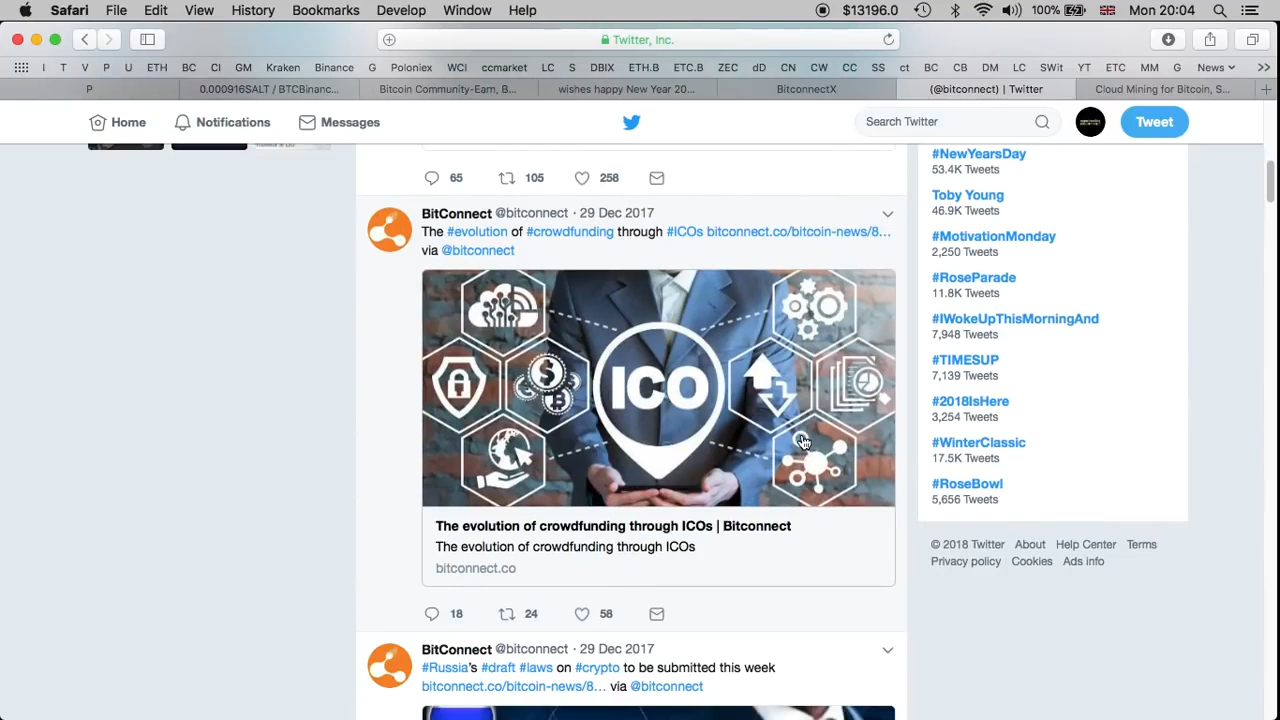 Safari File Edit View History Bookmarks Develop Window Help $13196.0 100% Mon 20:04
Twitter, Inc.
I T V P U ETH BC CI GM Kraken Binance G Poloniex WCI ccmarket LC S DBIX ETH.B ETC.B ZEC dD CN CW CC SS ct BC CB DM LC SWit YT ETC MM G News
P 0.000916SALT / BTCBinanc... Bitcoin Community-Earn, B... wishes happy New Year 20... BitconnectX (@bitconnect) | Twitter Cloud Mining for Bitcoin, S...
Home Notifications Messages Search Twitter Tweet
65 105 258
BitConnect @bitconnect · 29 Dec 2017
The #evolution of #crowdfunding through #ICOs bitconnect.co/bitcoin-news/8...
via @bitconnect
ICO
The evolution of crowdfunding through ICOs | Bitconnect
The evolution of crowdfunding through ICOs
bitconnect.co
18 24 58
BitConnect @bitconnect · 29 Dec 2017
#Russia's #draft #laws on #crypto to be submitted this week
bitconnect.co/bitcoin-news/8... via @bitconnect
#NewYearsDay
53.4K Tweets
Toby Young
46.9K Tweets
#MotivationMonday
2,250 Tweets
#RoseParade
11.8K Tweets
#IWokeUpThisMorningAnd
7,948 Tweets
#TIMESUP
7,139 Tweets
#2018IsHere
3,254 Tweets
#WinterClassic
17.5K Tweets
#RoseBowl
5,656 Tweets
© 2018 Twitter About Help Center Terms
Privacy policy Cookies Ads info